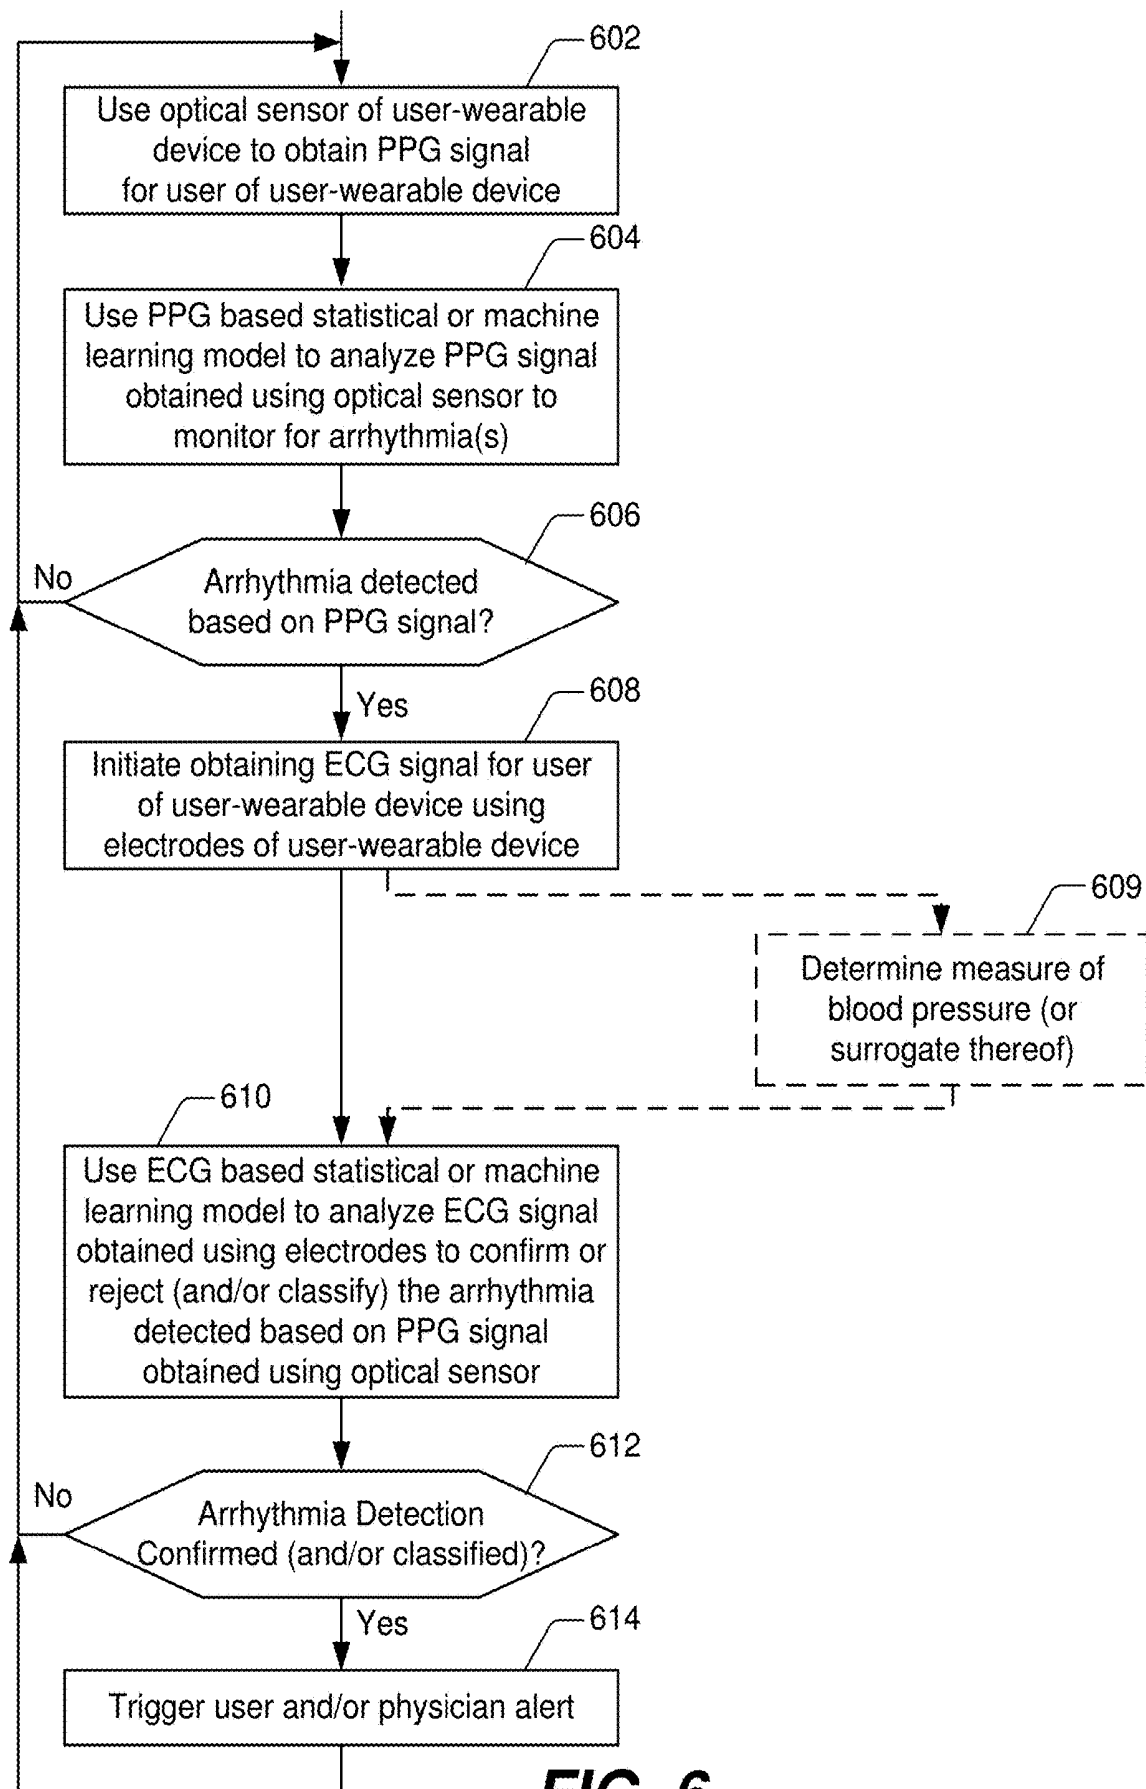 602
Use optical sensor of user-wearable
device to obtain PPG signal
for user of user-wearable device
604
Use PPG based statistical or machine
learning model to analyze PPG signal
obtained using optical sensor to
monitor for arrhythmia(s)
606
No
Arrhythmia detected
based on PPG signal?
Yes
608
Initiate obtaining ECG signal for user
of user-wearable device using
electrodes of user-wearable device
609
Determine measure of
blood pressure (or
surrogate thereof)
610
Use ECG based statistical or machine
learning model to analyze ECG signal
obtained using electrodes to confirm or
reject (and/or classify) the arrhythmia
detected based on PPG signal
obtained using optical sensor
612
No
Arrhythmia Detection
Confirmed (and/or classified)?
Yes
614
Trigger user and/or physician alert
FIG. 6